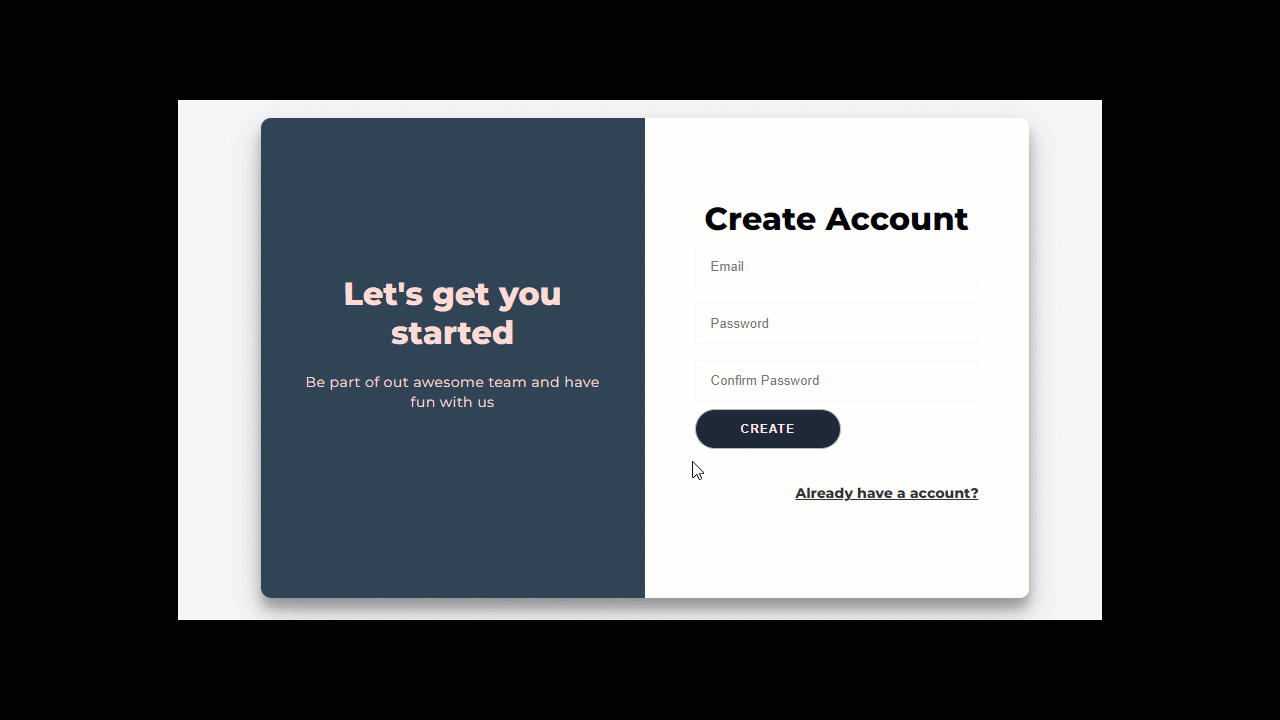 Let's get you
started
Be part of out awesome team and have
fun with us
Create Account
Email
Password
Confirm Password
CREATE
Already have a account?